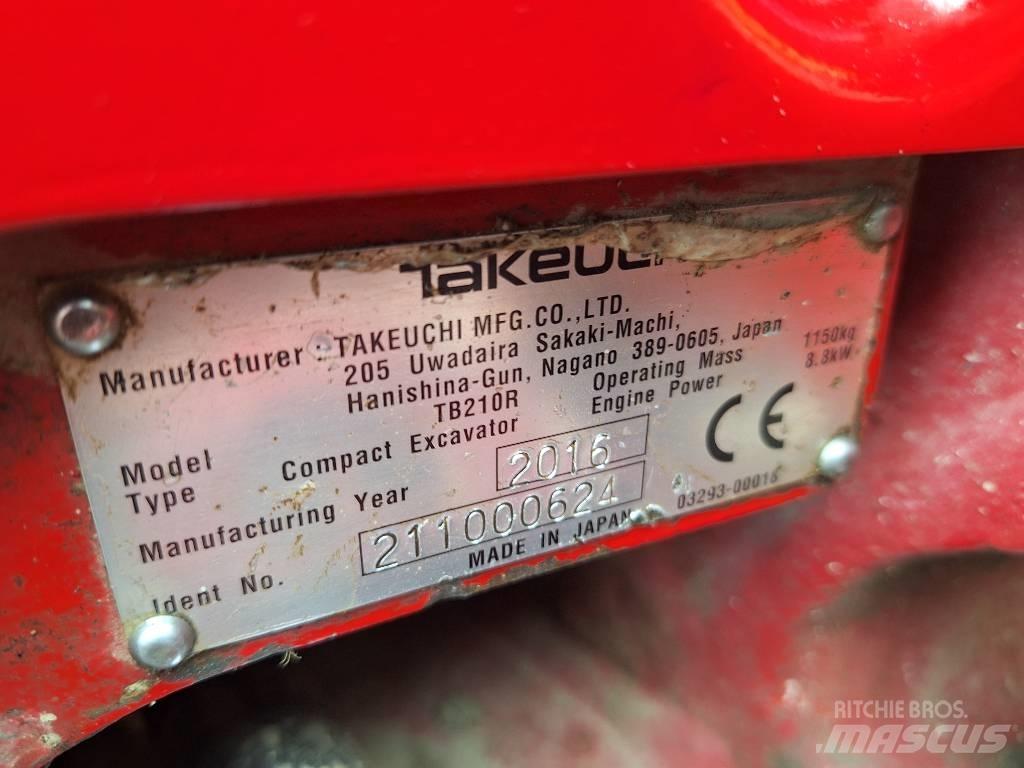 TAKEUCHI
Manufacturer : TAKEUCHI MFG.CO.,LTD.
205 Uwadaira Sakaki-Machi,
Hanishina-Gun, Nagano 389-0605, Japan
Model TB210R Operating Mass 1150kg
Type Compact Excavator Engine Power 8.8kW
Manufacturing Year 2016
CE
Ident No. 211000624
03293-00016
MADE IN JAPAN
RITCHIE BROS.
MASCUS